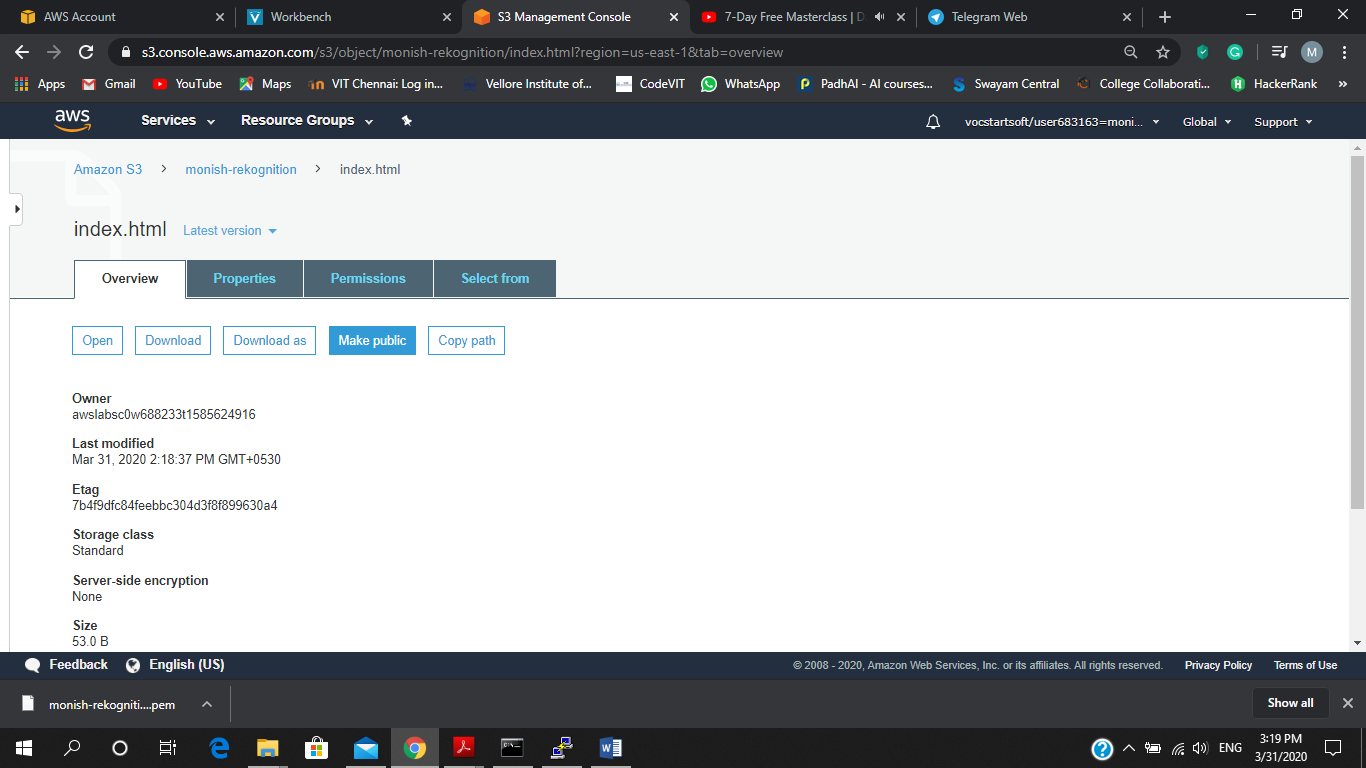 AWS Account
Workbench
S3 Management Console
7-Day Free Masterclass | D
Telegram Web
s3.console.aws.amazon.com/s3/object/monish-rekognition/index.html?region=us-east-1&tab=overview
M
Apps
Gmail
YouTube
Maps
VIT Chennai: Log in...
Vellore Institute of...
CodeVIT
WhatsApp
PadhAI - AI courses...
Swayam Central
College Collaborati...
HackerRank
»
aws
Services
Resource Groups
vocstartsoft/user683163=moni...
Global
Support
Amazon S3
monish-rekognition
index.html
index.html
Latest version
Overview
Properties
Permissions
Select from
Open
Download
Download as
Make public
Copy path
Owner
awslabsc0w688233t1585624916
Last modified
Mar 31, 2020 2:18:37 PM GMT+0530
Etag
7b4f9dfc84feebbc304d3f8f899630a4
Storage class
Standard
Server-side encryption
None
Size
53.0 B
Feedback
English (US)
© 2008 - 2020, Amazon Web Services, Inc. or its affiliates. All rights reserved.
Privacy Policy
Terms of Use
monish-rekogniti....pem
Show all
ENG
3:19 PM
3/31/2020